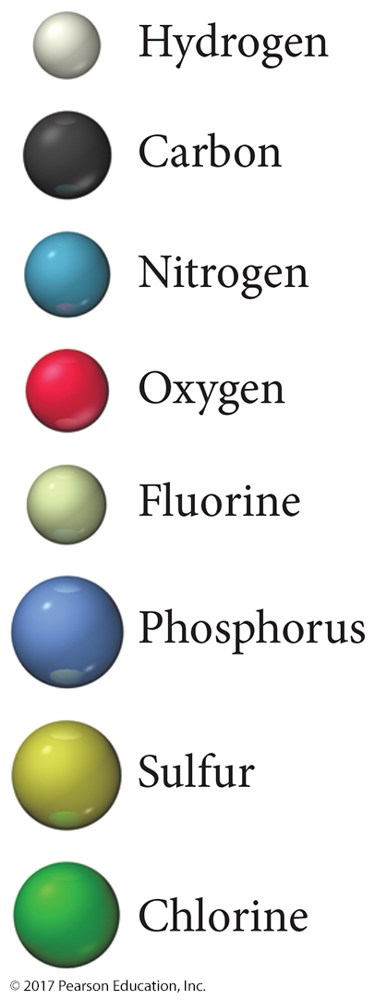 Hydrogen
Carbon
Nitrogen
Oxygen
Fluorine
Phosphorus
Sulfur
Chlorine
© 2017 Pearson Education, Inc.